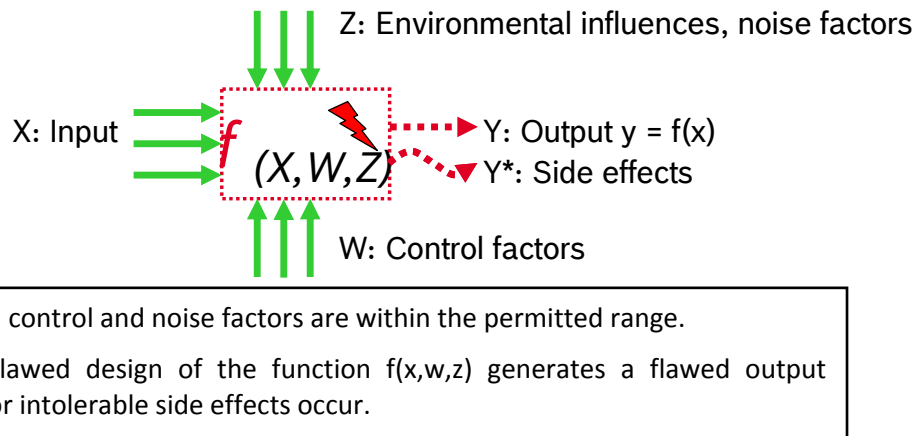 Z: Environmental influences, noise factors
X: Input
f
(X,W,Z)
Y: Output y = f(x)
Y*: Side effects
W: Control factors
control and noise factors are within the permitted range.
lawed design of the function f(x,w,z) generates a flawed output
or intolerable side effects occur.